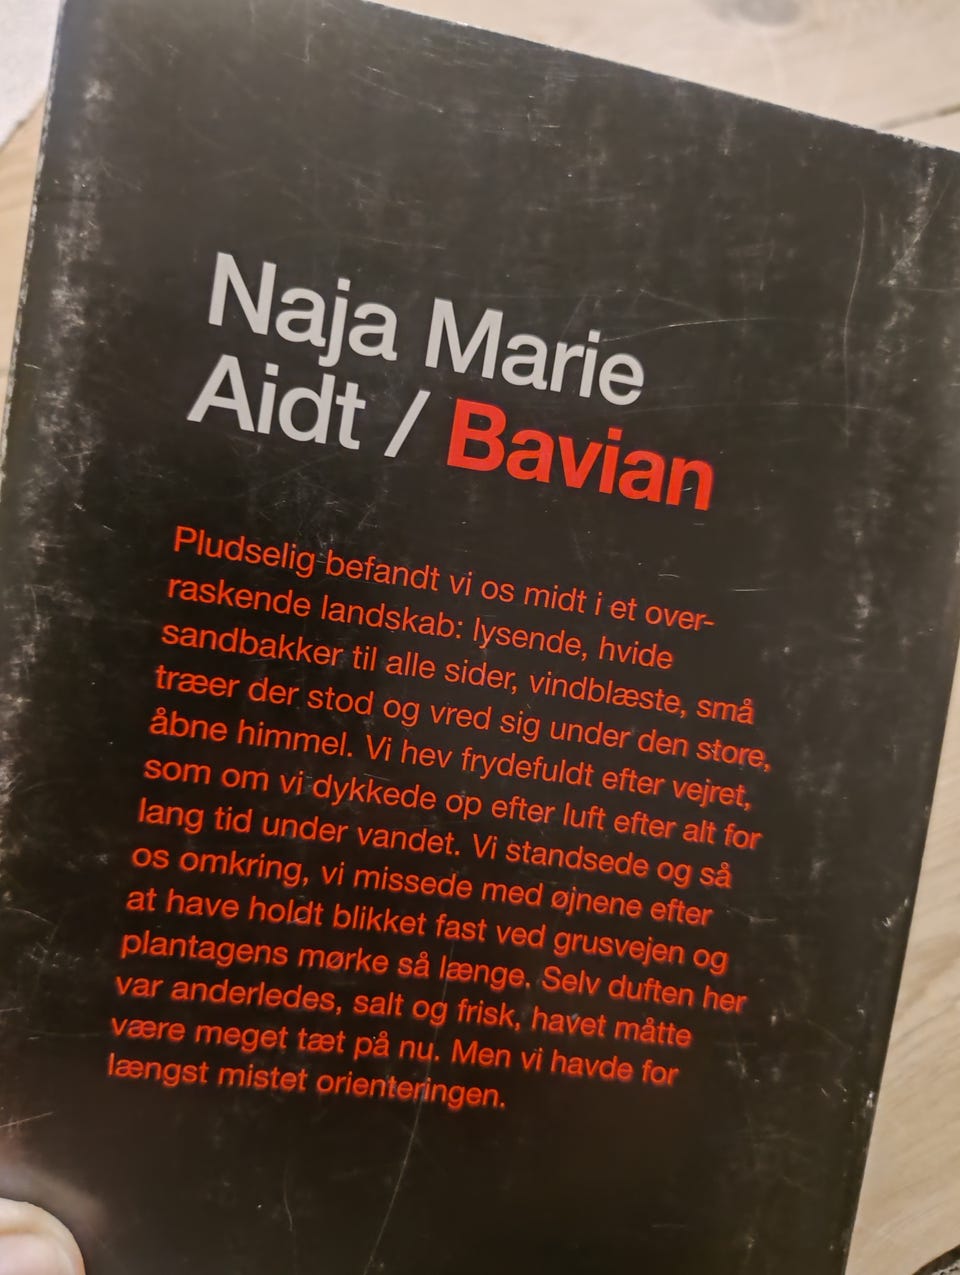 Naja Marie
Aidt / Bavian
Pludselig befandt vi os midt i et over-
raskende landskab: lysende, hvide
sandbakker til alle sider, vindblæste, små
træer der stod og vred sig under den store,
åbne himmel. Vi hev frydefuldt efter vejret,
som om vi dykkede op efter luft efter alt for
lang tid under vandet. Vi standsede og så
os omkring, vi missede med øjnene efter
at have holdt blikket fast ved grusvejen og
plantagens mørke så længe. Selv duften her
var anderledes, salt og frisk, havet måtte
være meget tæt på nu. Men vi havde for
længst mistet orienteringen.